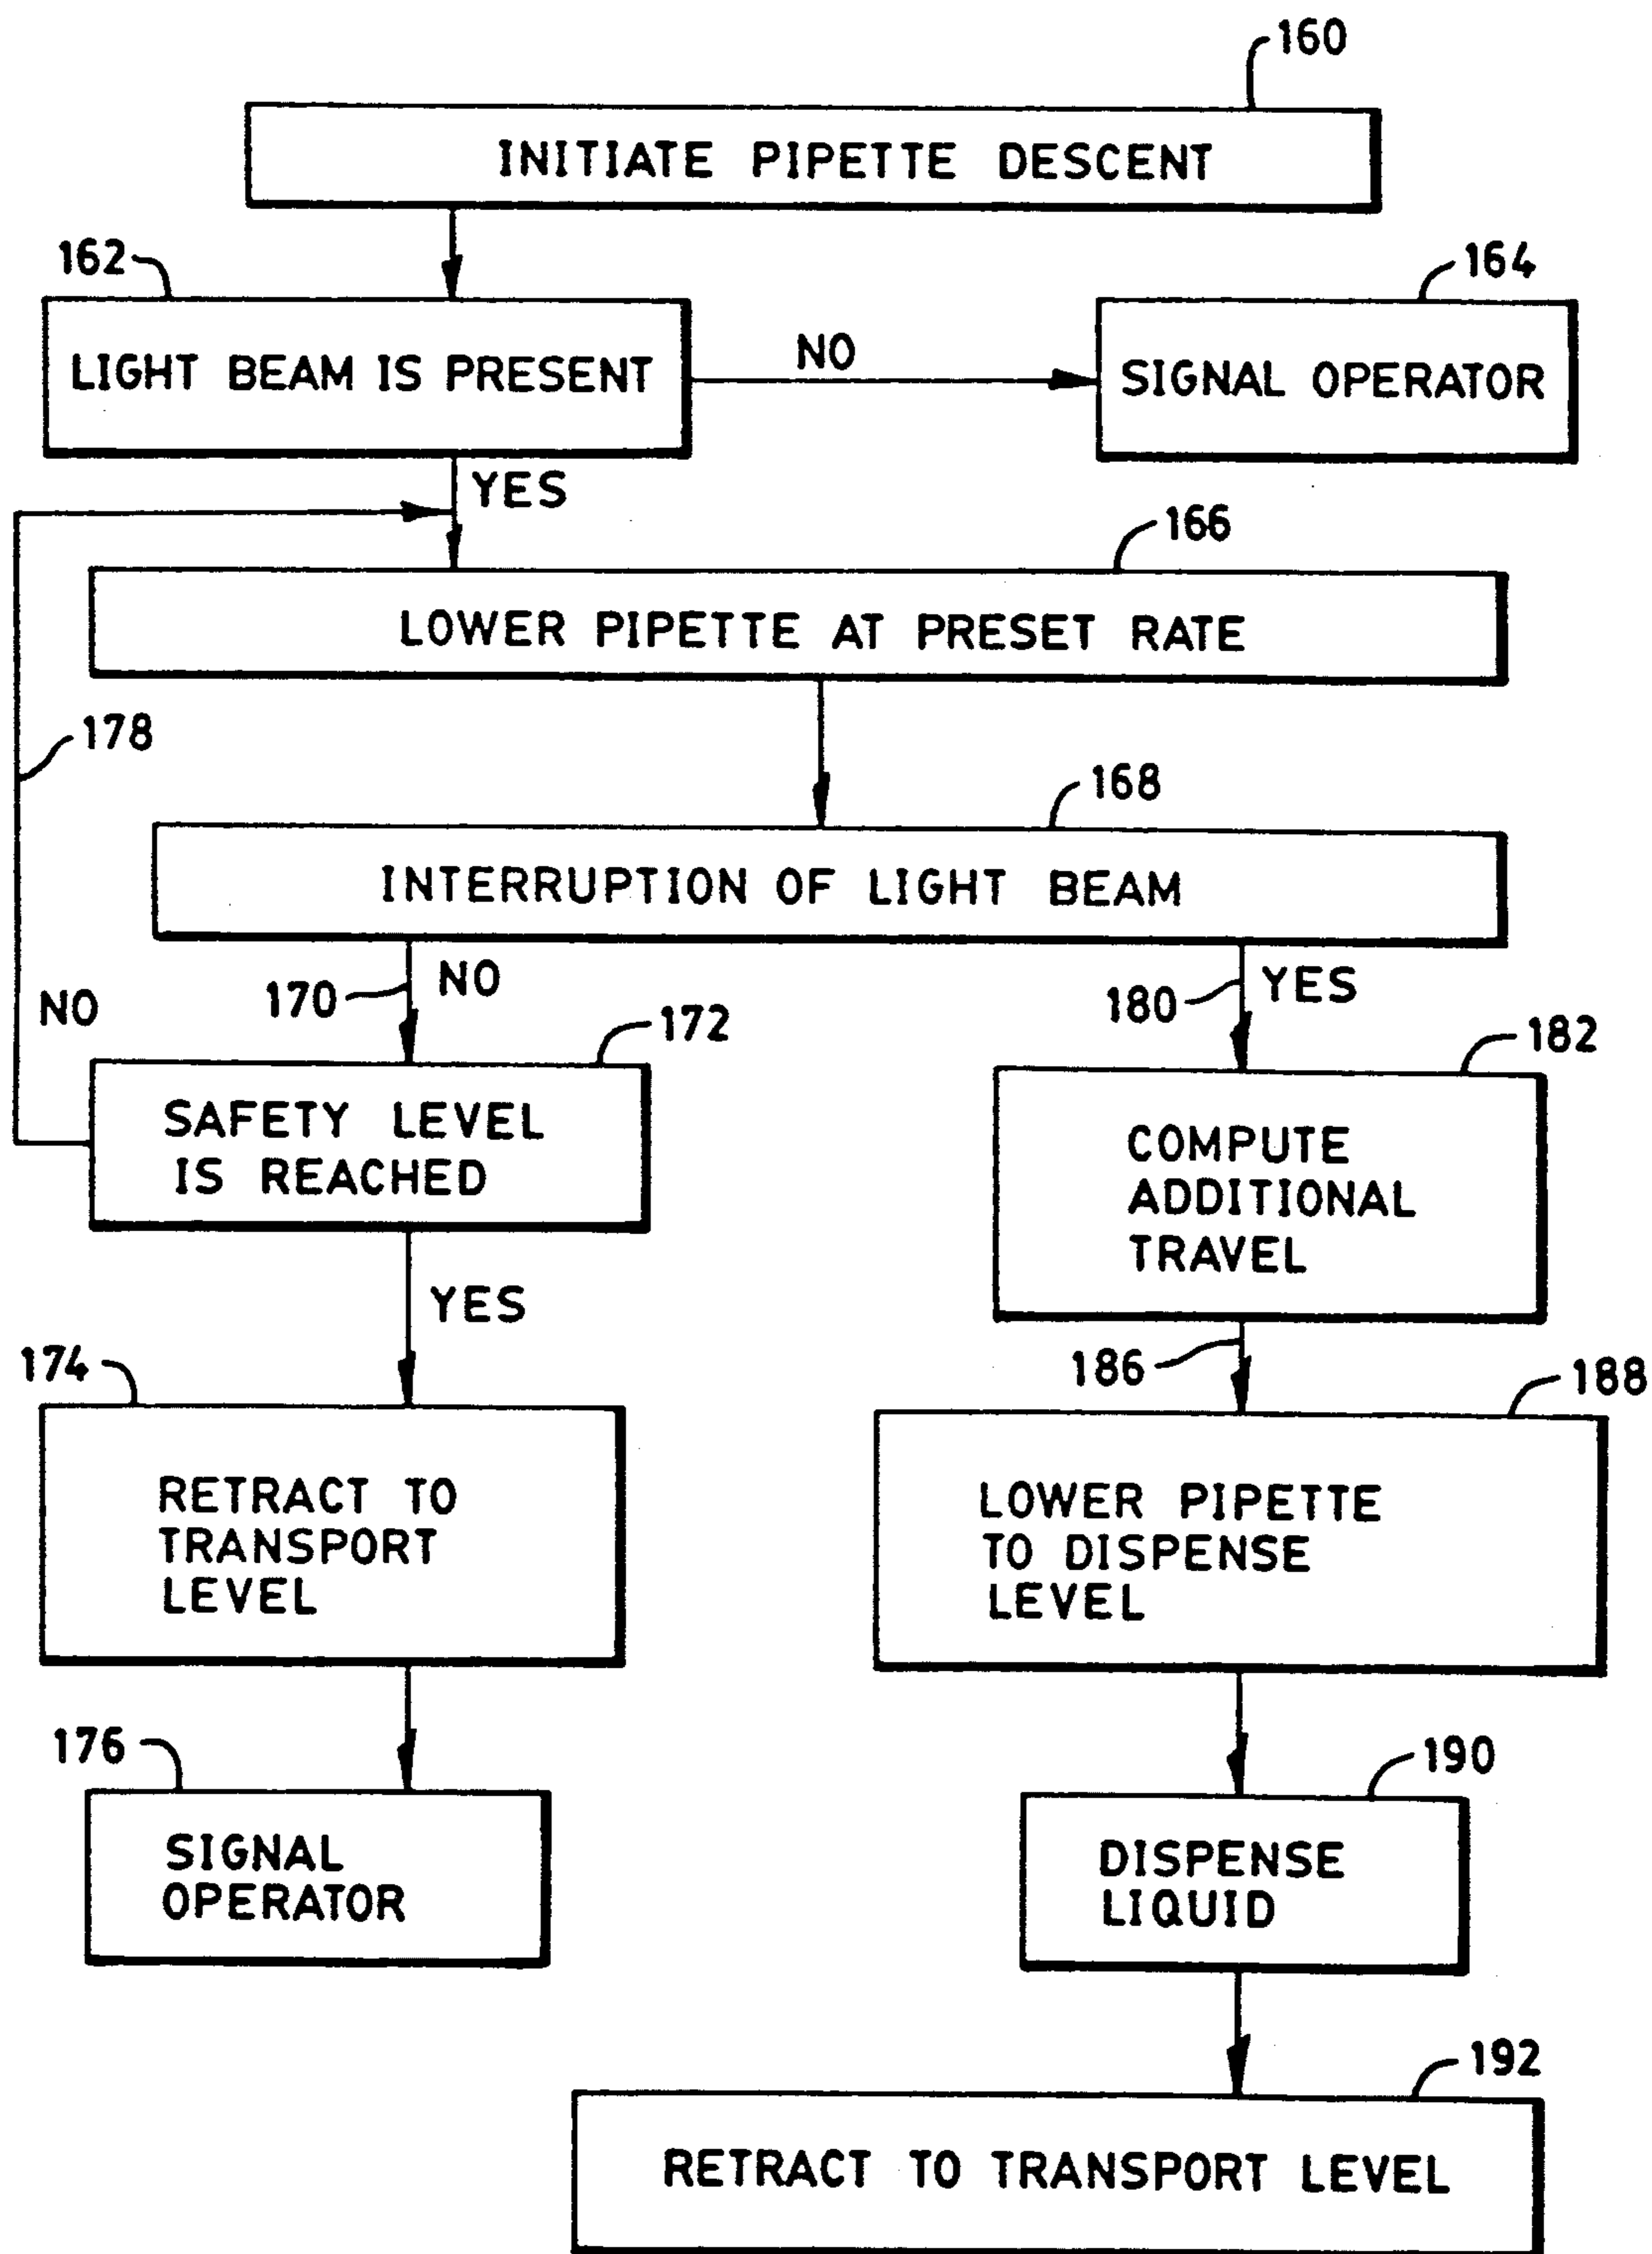 160
INITIATE PIPETTE DESCENT
162
164
LIGHT BEAM IS PRESENT
NO
SIGNAL OPERATOR
YES
166
LOWER PIPETTE AT PRESET RATE
178
168
INTERRUPTION OF LIGHT BEAM
NO
170
NO
180
YES
172
182
SAFETY LEVEL
IS REACHED
COMPUTE
ADDITIONAL
TRAVEL
YES
174
186
188
RETRACT TO
TRANSPORT
LEVEL
LOWER PIPETTE
TO DISPENSE
LEVEL
176
190
SIGNAL
OPERATOR
DISPENSE
LIQUID
192
RETRACT TO TRANSPORT LEVEL